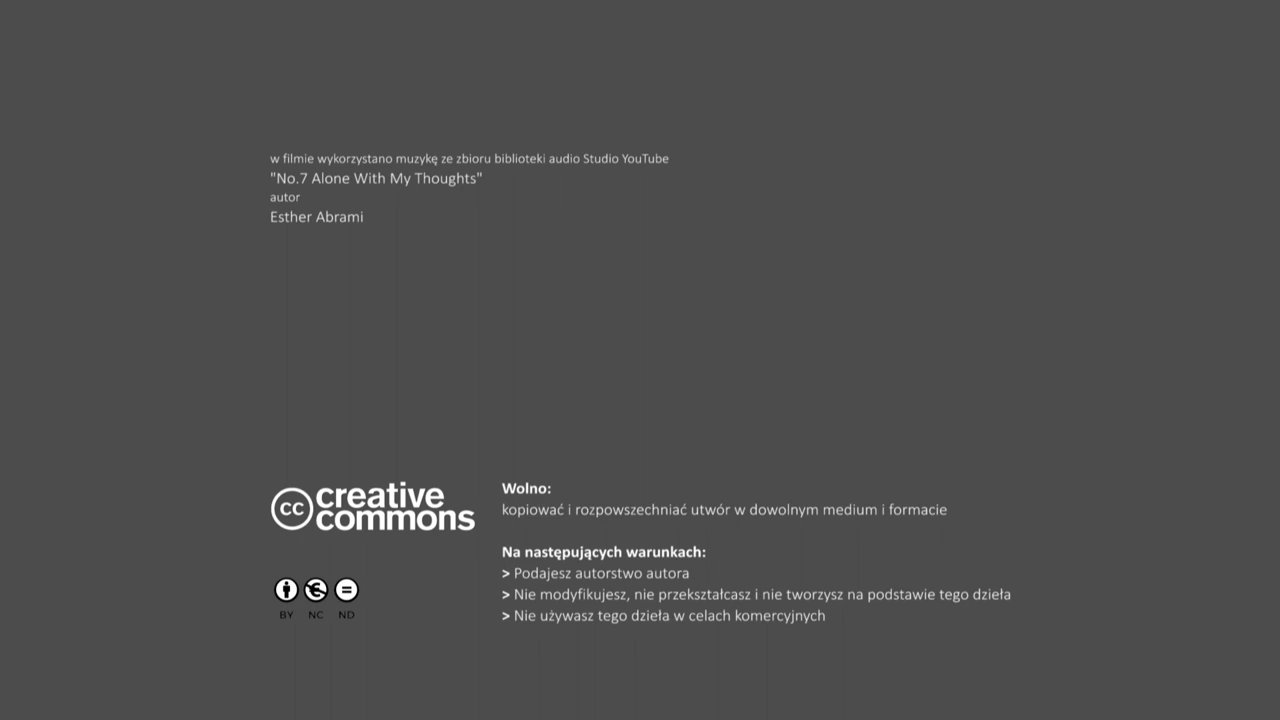 w filmie wykorzystano muzykę ze zbioru biblioteki audio Studio YouTube
"No.7 Alone With My Thoughts"
autor
Esther Abrami
cc creative commons
BY NC ND
Wolno:
kopiować i rozpowszechniać utwór w dowolnym medium i formacie
Na następujących warunkach:
> Podajesz autorstwo autora
> Nie modyfikujesz, nie przekształcasz i nie tworzysz na podstawie tego dzieła
> Nie używasz tego dzieła w celach komercyjnych